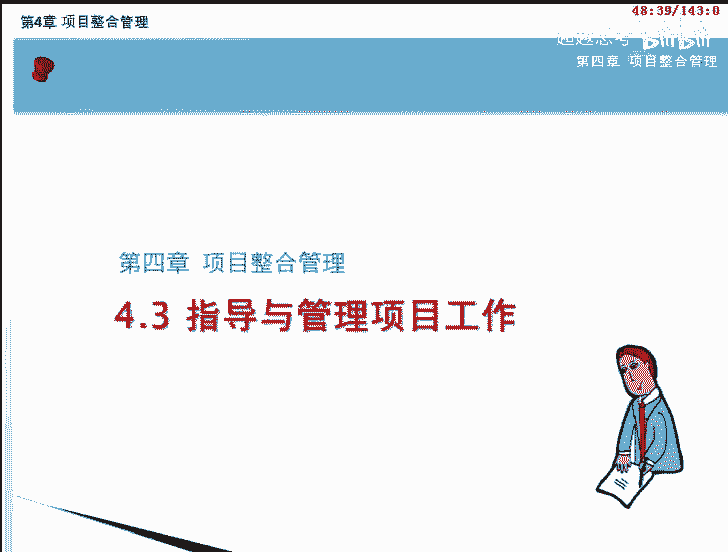 第4章 项目整合管理
48:39/143:0
bilibili
第四章 项目整合管理
第四章 项目整合管理
4.3 指导与管理项目工作